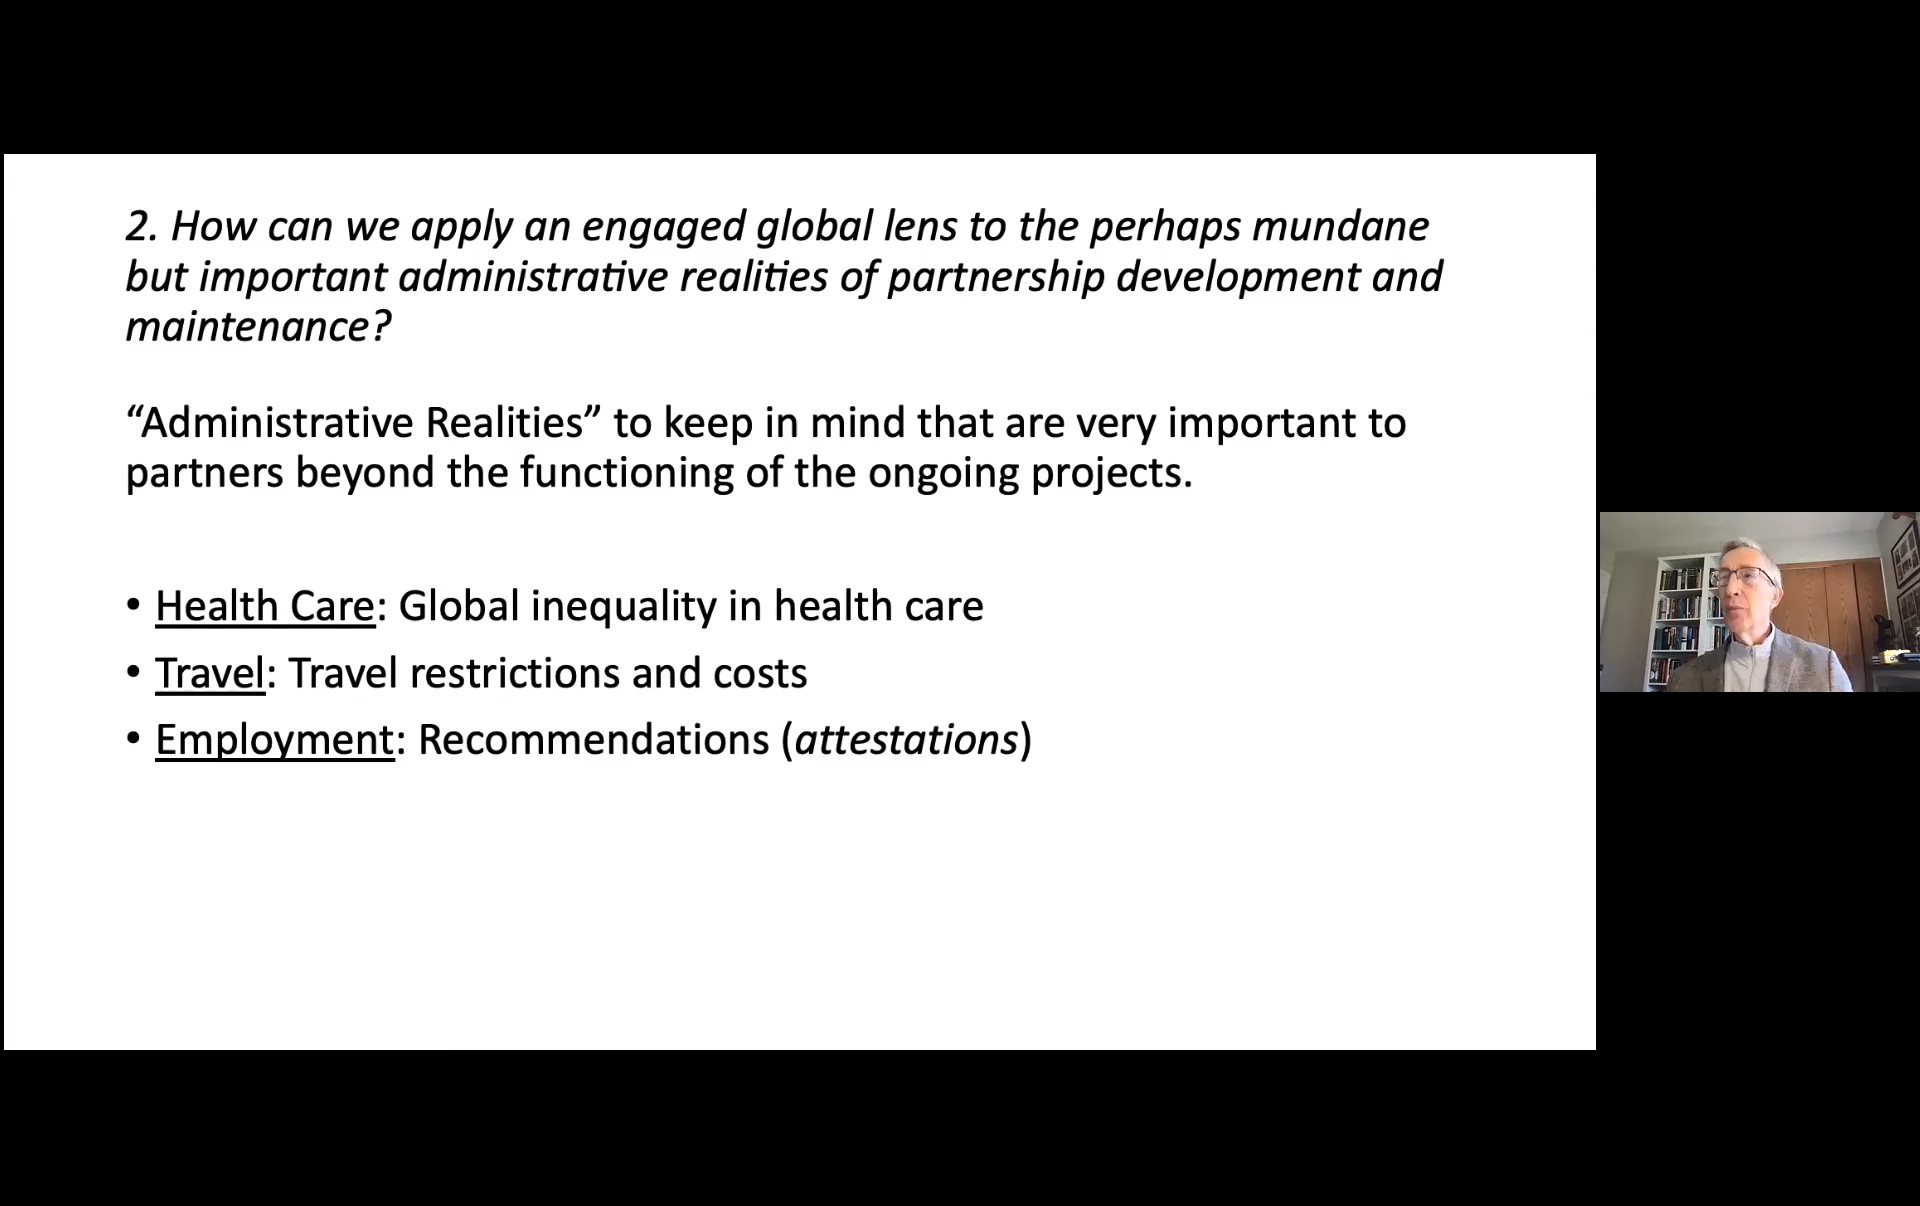 2. How can we apply an engaged global lens to the perhaps mundane
but important administrative realities of partnership development and
maintenance?
“Administrative Realities” to keep in mind that are very important to
partners beyond the functioning of the ongoing projects.
• Health Care: Global inequality in health care
• Travel: Travel restrictions and costs
• Employment: Recommendations (attestations)